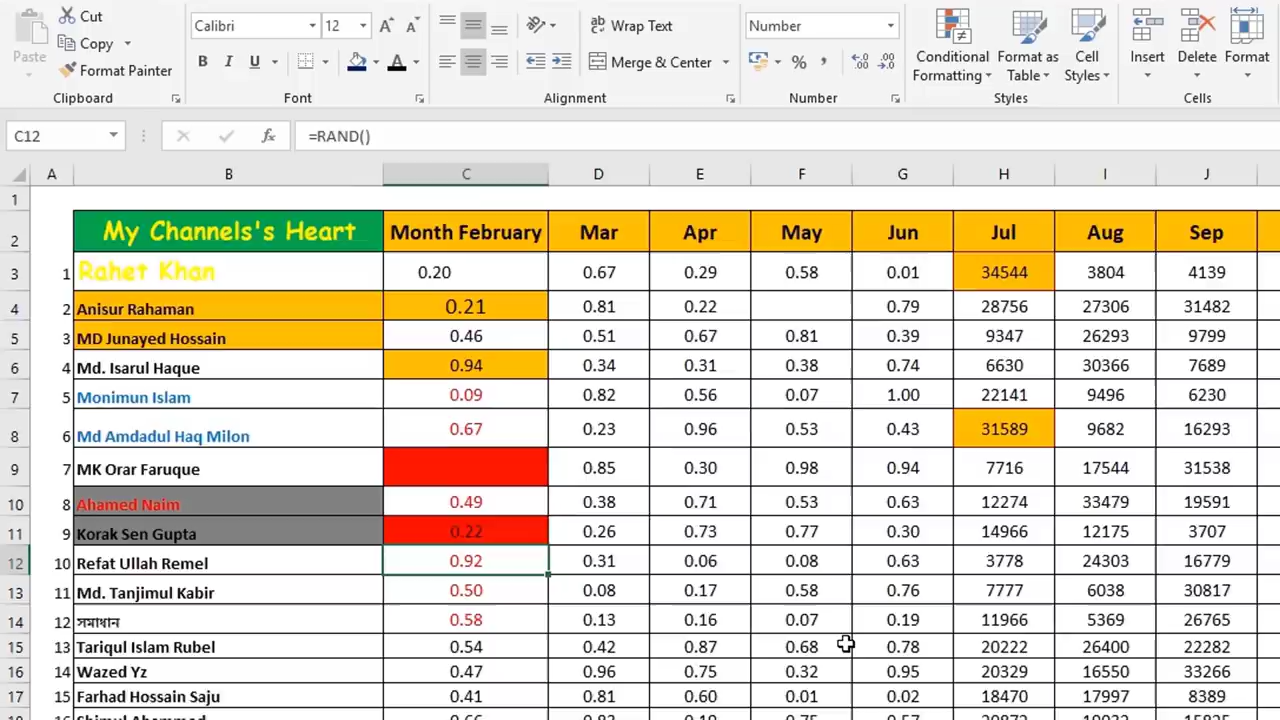 Cut
Copy
Format Painter
Paste
Clipboard
Calibri 12
B I U
Font
Wrap Text
Merge & Center
Alignment
Number
Number
Conditional Formatting
Format as Table
Cell Styles
Styles
Insert Delete Format
Cells
C12 fx =RAND()
A B C D E F G H I J
1
2 My Channels's Heart Month February Mar Apr May Jun Jul Aug Sep
3 1 Rahet Khan 0.20 0.67 0.29 0.58 0.01 34544 3804 4139
4 2 Anisur Rahaman 0.21 0.81 0.22 0.79 28756 27306 31482
5 3 MD Junayed Hossain 0.46 0.51 0.67 0.81 0.39 9347 26293 9799
6 4 Md. Isarul Haque 0.94 0.34 0.31 0.38 0.74 6630 30366 7689
7 5 Monimun Islam 0.09 0.82 0.56 0.07 1.00 22141 9496 6230
8 6 Md Amdadul Haq Milon 0.67 0.23 0.96 0.53 0.43 31589 9682 16293
9 7 MK Orar Faruque 0.85 0.30 0.98 0.94 7716 17544 31538
10 8 Ahamed Naim 0.49 0.38 0.71 0.53 0.63 12274 33479 19591
11 9 Korak Sen Gupta 0.22 0.26 0.73 0.77 0.30 14966 12175 3707
12 10 Refat Ullah Remel 0.92 0.31 0.06 0.08 0.63 3778 24303 16779
13 11 Md. Tanjimul Kabir 0.50 0.08 0.17 0.58 0.76 7777 6038 30817
14 12 সমাধান 0.58 0.13 0.16 0.07 0.19 11966 5369 26765
15 13 Tariqul Islam Rubel 0.54 0.42 0.87 0.68 0.78 20222 26400 22282
16 14 Wazed Yz 0.47 0.96 0.75 0.32 0.95 20329 16550 33266
17 15 Farhad Hossain Saju 0.41 0.81 0.60 0.01 0.02 18470 17997 8389